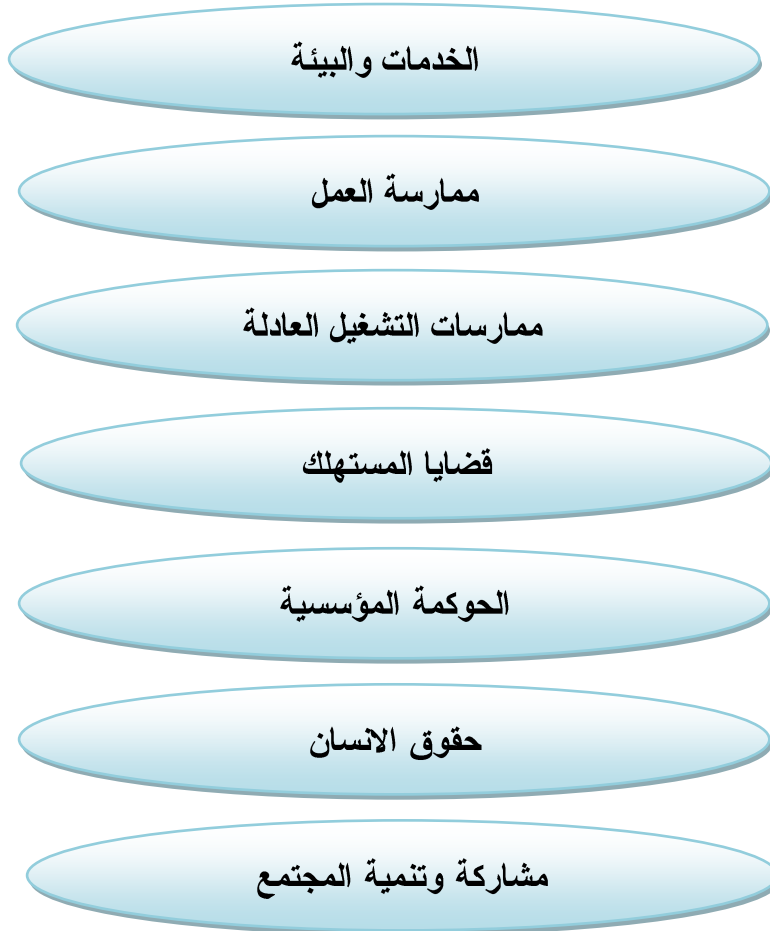 الخدمات والبيئة
ممارسة العمل
ممارسات التشغيل العادلة
قضايا المستهلك
الحوكمة المؤسسية
حقوق الانسان
مشاركة وتنمية المجتمع